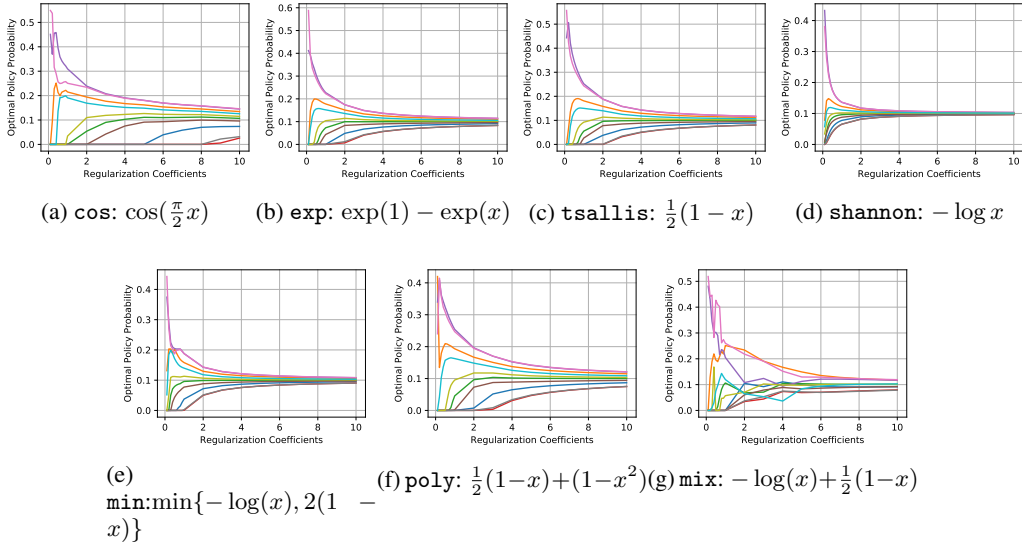 Optimal Policy Probability
0.5
0.4
0.3
0.2
0.1
0.0
0 2 4 6 8 10
Regularization Coefficients
(a) cos: cos(π/2 x)
Optimal Policy Probability
0.6
0.5
0.4
0.3
0.2
0.1
0.0
0 2 4 6 8 10
Regularization Coefficients
(b) exp: exp(1) − exp(x)
Optimal Policy Probability
0.5
0.4
0.3
0.2
0.1
0.0
0 2 4 6 8 10
Regularization Coefficients
(c) tsallis: 1/2(1 − x)
Optimal Policy Probability
0.4
0.3
0.2
0.1
0.0
0 2 4 6 8 10
Regularization Coefficients
(d) shannon: − log x
Optimal Policy Probability
0.4
0.3
0.2
0.1
0.0
0 2 4 6 8 10
Regularization Coefficients
(e)
min:min{− log(x), 2(1 −
x)}
Optimal Policy Probability
0.4
0.3
0.2
0.1
0.0
0 2 4 6 8 10
Regularization Coefficients
(f) poly: 1/2(1−x)+(1−x²)
Optimal Policy Probability
0.5
0.4
0.3
0.2
0.1
0.0
0 2 4 6 8 10
Regularization Coefficients
(g) mix: − log(x)+1/2(1−x)